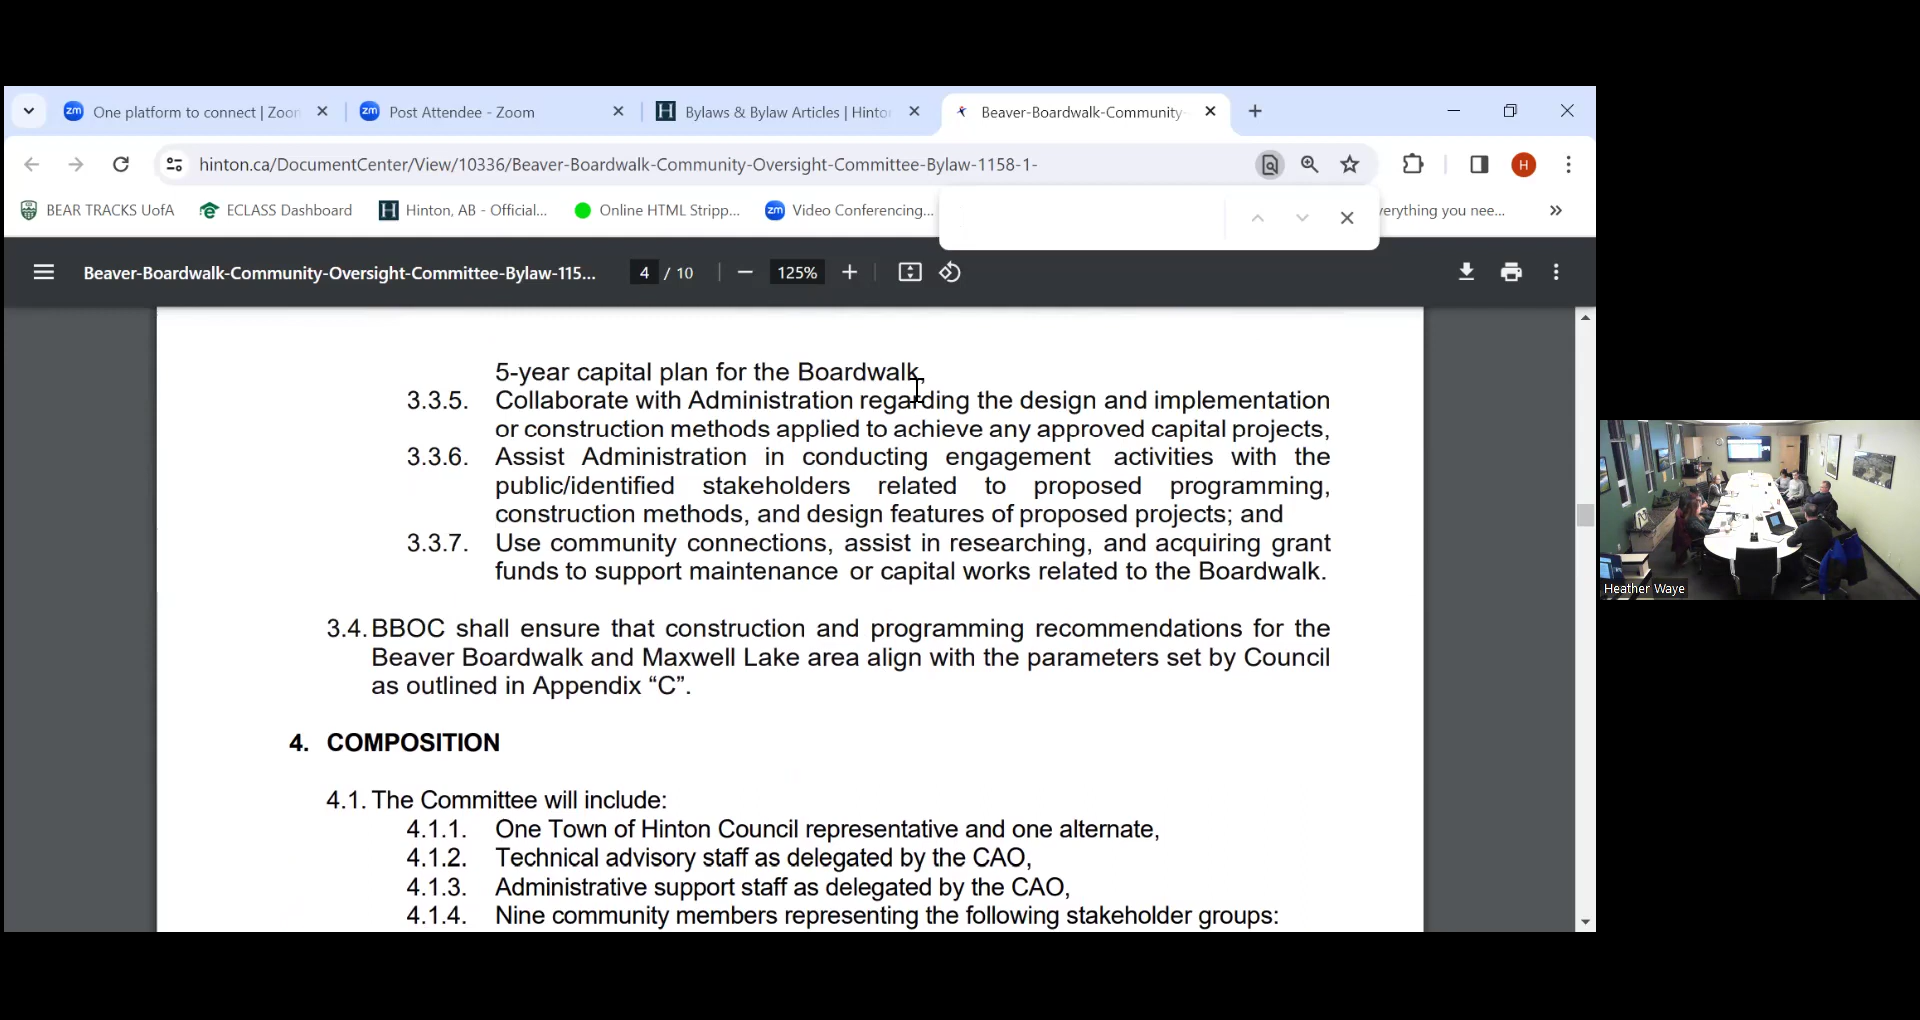 One platform to connect | Zoom
Post Attendee - Zoom
Bylaws & Bylaw Articles | Hinto
Beaver-Boardwalk-Community-
hinton.ca/DocumentCenter/View/10336/Beaver-Boardwalk-Community-Oversight-Committee-Bylaw-1158-1-
H
BEAR TRACKS UofA
ECLASS Dashboard
Hinton, AB - Official...
Online HTML Stripp...
Video Conferencing...
verything you nee...
Beaver-Boardwalk-Community-Oversight-Committee-Bylaw-115...
4 / 10
125%
5-year capital plan for the Boardwalk,
3.3.5. Collaborate with Administration regarding the design and implementation
or construction methods applied to achieve any approved capital projects,
3.3.6. Assist Administration in conducting engagement activities with the
public/identified stakeholders related to proposed programming,
construction methods, and design features of proposed projects; and
3.3.7. Use community connections, assist in researching, and acquiring grant
funds to support maintenance or capital works related to the Boardwalk.
3.4. BBOC shall ensure that construction and programming recommendations for the
Beaver Boardwalk and Maxwell Lake area align with the parameters set by Council
as outlined in Appendix “C”.
4. COMPOSITION
4.1. The Committee will include:
4.1.1. One Town of Hinton Council representative and one alternate,
4.1.2. Technical advisory staff as delegated by the CAO,
4.1.3. Administrative support staff as delegated by the CAO,
4.1.4. Nine community members representing the following stakeholder groups:
Heather Waye